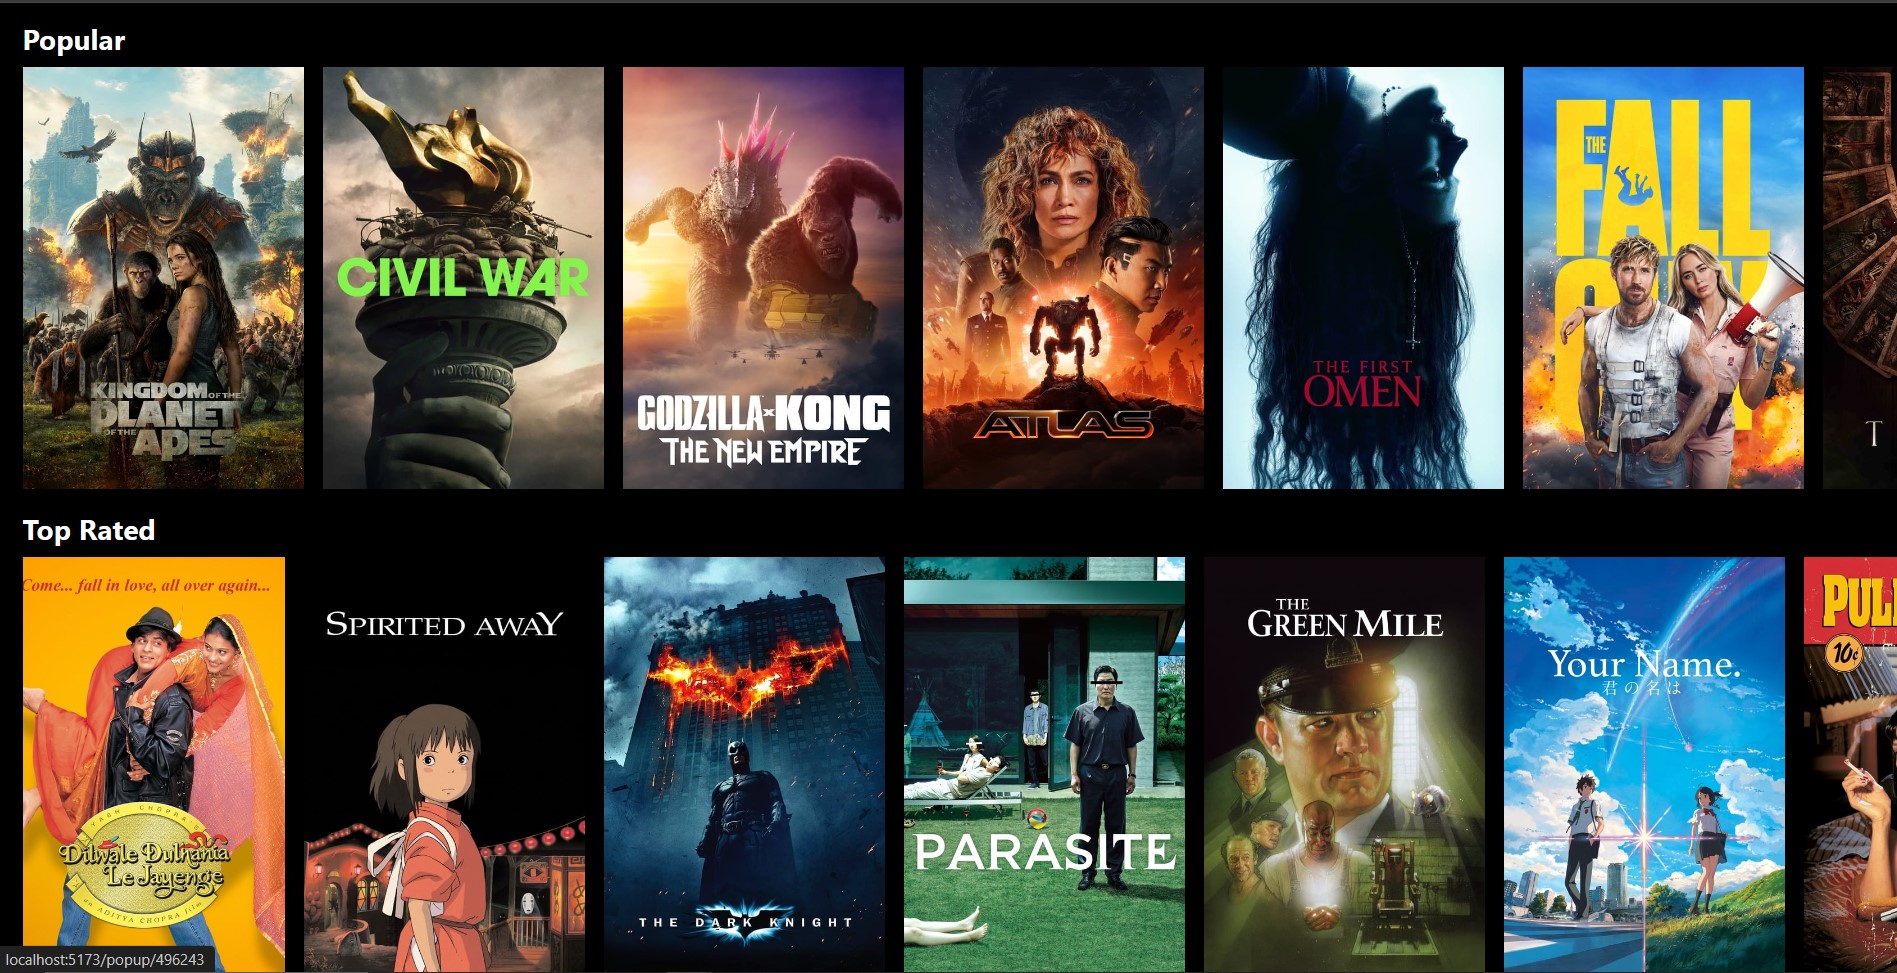 Popular
KINGDOM OF THE
PLANET
OF THE APES
CIVIL WAR
GODZILLA x KONG
THE NEW EMPIRE
ATLAS
THE FIRST
OMEN
THE
FALL
GUY
T
Top Rated
Come... fall in love, all over again...
YASH CHOPRA'S
Dilwale Dulhania
Le Jayenge
an ADITYA CHOPRA film
SPIRITED AWAY
THE DARK KNIGHT
PARASITE
THE
GREEN MILE
Your Name.
君の名は
PUL
10¢
localhost:5173/popup/496243